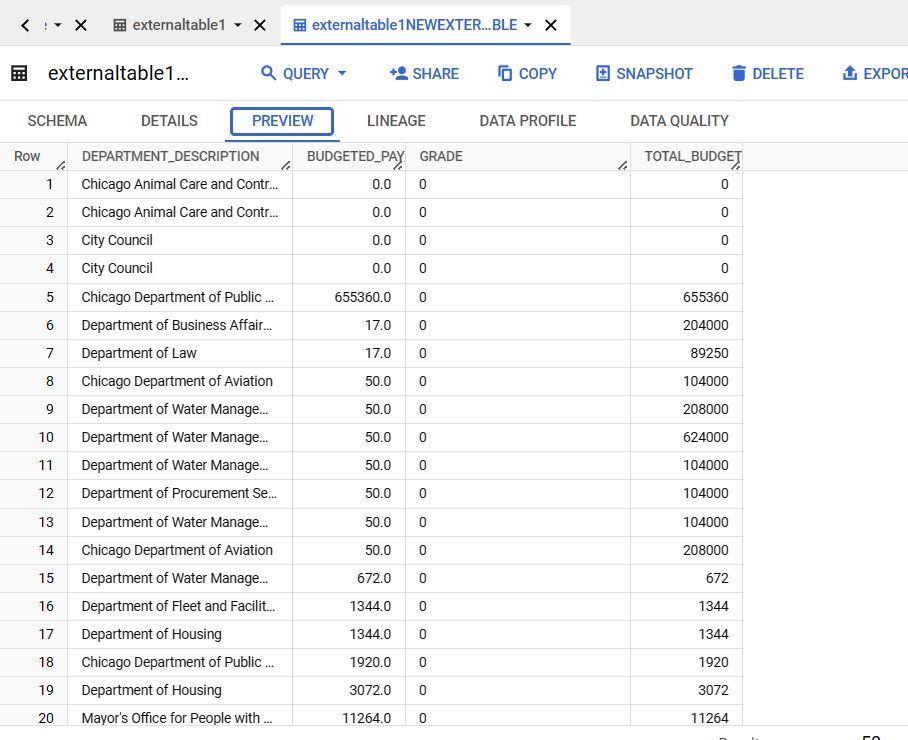 externaltable1 externaltable1NEWEXTER...BLE
externaltable1... QUERY SHARE COPY SNAPSHOT DELETE EXPOR
SCHEMA DETAILS PREVIEW LINEAGE DATA PROFILE DATA QUALITY
Row DEPARTMENT_DESCRIPTION BUDGETED_PAY GRADE TOTAL_BUDGET
1 Chicago Animal Care and Contr... 0.0 0 0
2 Chicago Animal Care and Contr... 0.0 0 0
3 City Council 0.0 0 0
4 City Council 0.0 0 0
5 Chicago Department of Public ... 655360.0 0 655360
6 Department of Business Affair... 17.0 0 204000
7 Department of Law 17.0 0 89250
8 Chicago Department of Aviation 50.0 0 104000
9 Department of Water Manage... 50.0 0 208000
10 Department of Water Manage... 50.0 0 624000
11 Department of Water Manage... 50.0 0 104000
12 Department of Procurement Se... 50.0 0 104000
13 Department of Water Manage... 50.0 0 104000
14 Chicago Department of Aviation 50.0 0 208000
15 Department of Water Manage... 672.0 0 672
16 Department of Fleet and Facilit... 1344.0 0 1344
17 Department of Housing 1344.0 0 1344
18 Chicago Department of Public ... 1920.0 0 1920
19 Department of Housing 3072.0 0 3072
20 Mayor's Office for People with ... 11264.0 0 11264